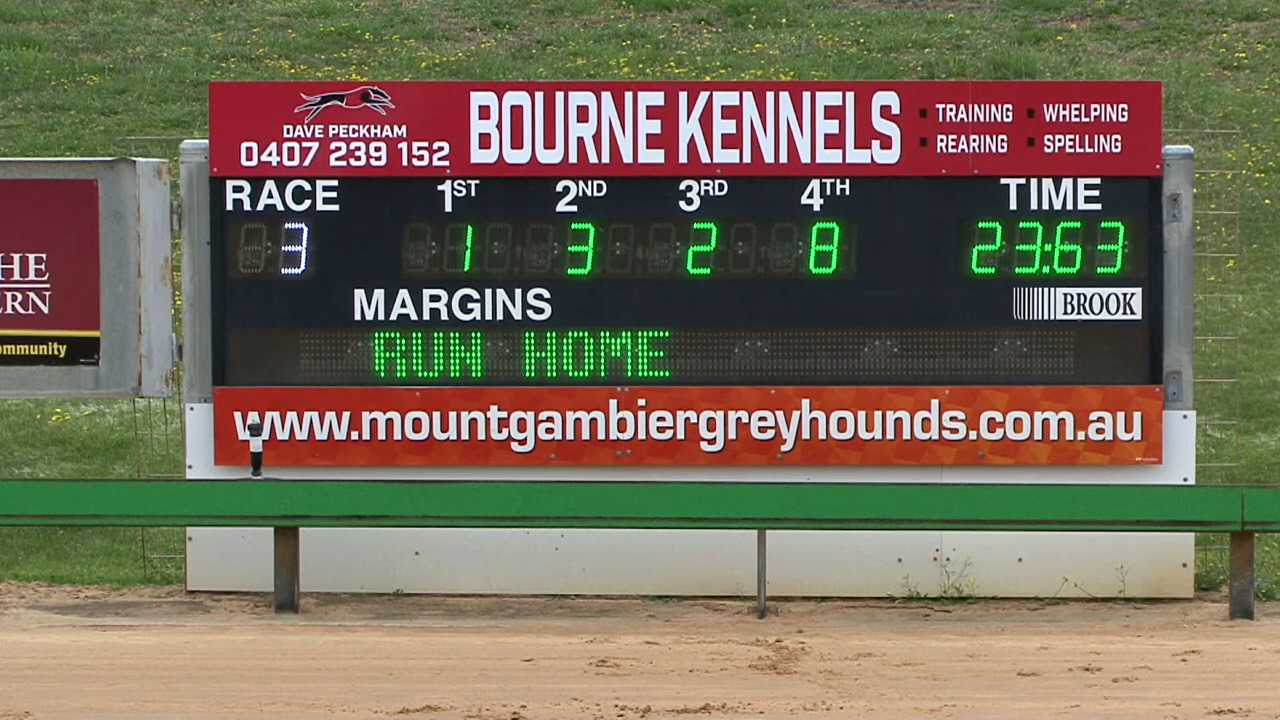 BOURNE KENNELS
DAVE PECKHAM
0407 239 152
TRAINING WHELPING
REARING SPELLING
RACE 1ST 2ND 3RD 4TH TIME
3 1 3 2 8 23.63
MARGINS
BROOK
RUN HOME
www.mountgambiergreyhounds.com.au
HE
ERN
ommunity